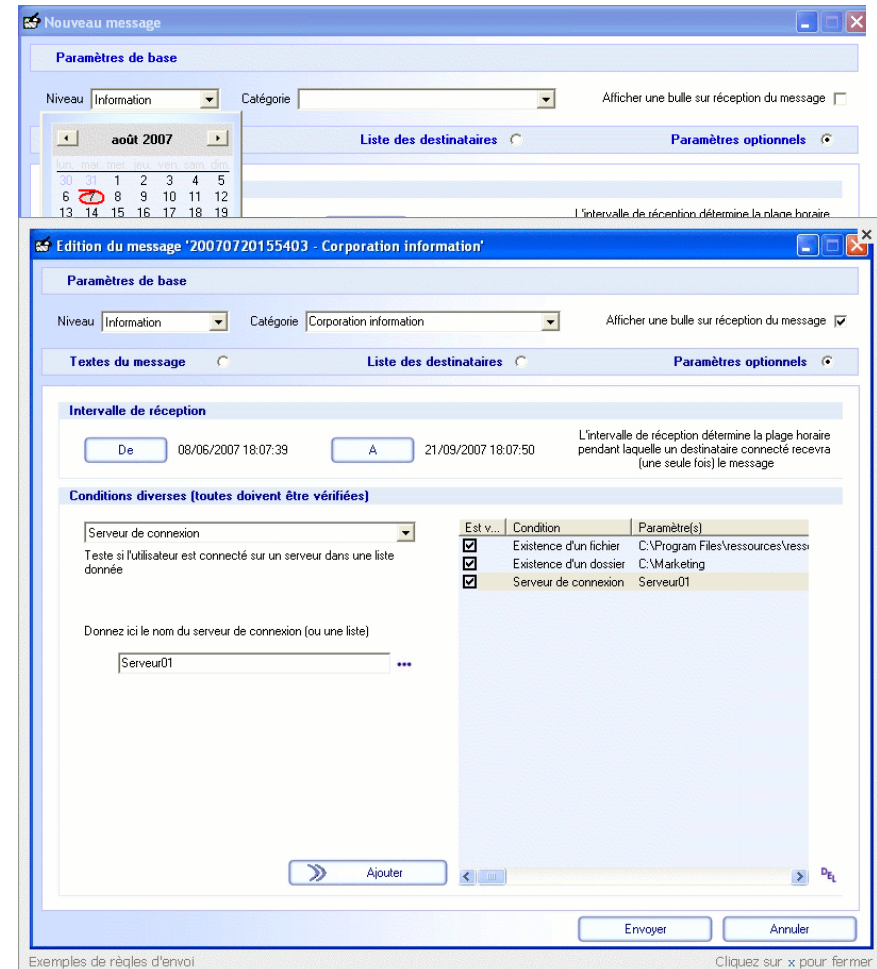 Nouveau message
Paramètres de base
Niveau Information Catégorie Afficher une bulle sur réception du message
août 2007 Liste des destinataires Paramètres optionnels
lun. mar. mer. jeu. ven. sam. dim.
30 31 1 2 3 4 5
6 7 8 9 10 11 12
13 14 15 16 17 18 19
L'intervalle de réception détermine la plage horaire
×
Edition du message '20070720155403 - Corporation information'
Paramètres de base
Niveau Information Catégorie Corporation information Afficher une bulle sur réception du message
Textes du message Liste des destinataires Paramètres optionnels
Intervalle de réception
De 08/06/2007 18:07:39 A 21/09/2007 18:07:50
L'intervalle de réception détermine la plage horaire
pendant laquelle un destinataire connecté recevra
(une seule fois) le message
Conditions diverses (toutes doivent être vérifiées)
Serveur de connexion
Teste si l'utilisateur est connecté sur un serveur dans une liste
donnée
Donnez ici le nom du serveur de connexion (ou une liste)
Serveur01 •••
Ajouter
Est v... Condition Paramètre(s)
Existence d'un fichier C:\Program Files\ressources\ress
Existence d'un dossier C:\Marketing
Serveur de connexion Serveur01
DEL
Envoyer Annuler
Exemples de règles d'envoi Cliquez sur x pour fermer